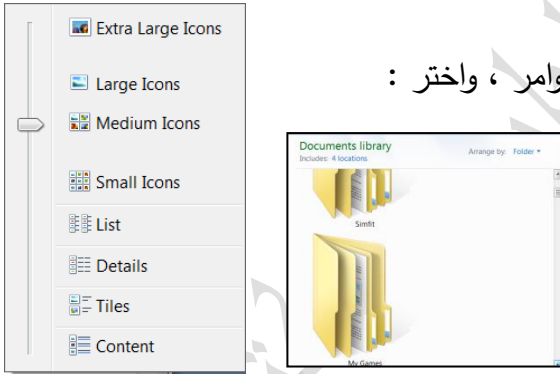 Extra Large Icons
Large Icons
Medium Icons
Small Icons
List
Details
Tiles
Content
، واختر :
Documents library
Includes: 4 locations
Arrange by: Folder
Simfit
My Games